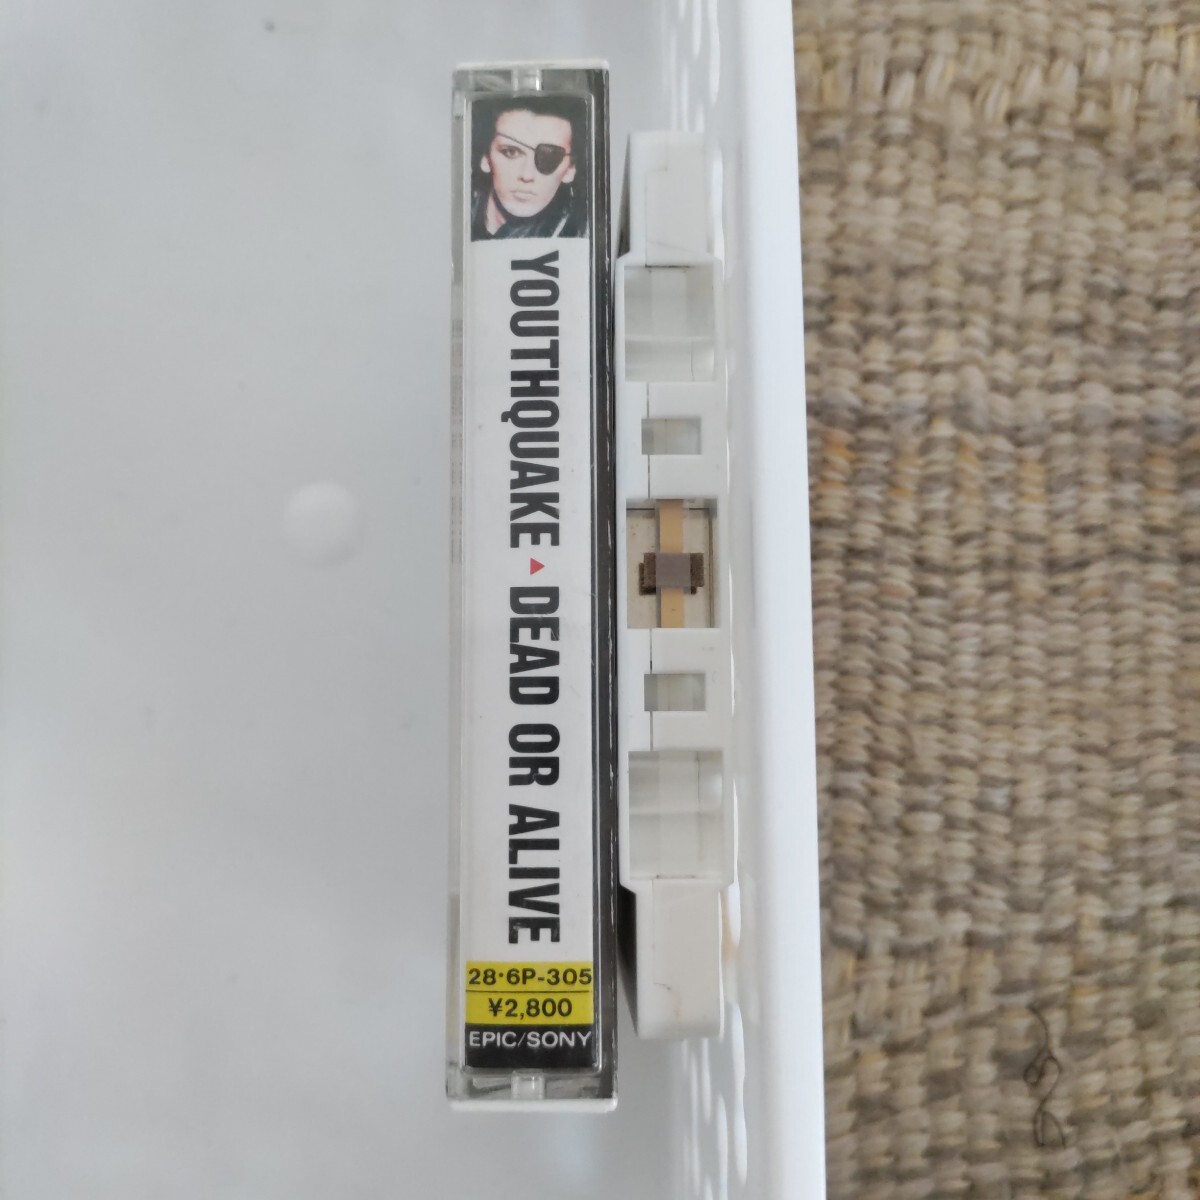 YOUTHQUAKE ▲ DEAD OR ALIVE
28・6P-305
¥2,800
EPIC/SONY